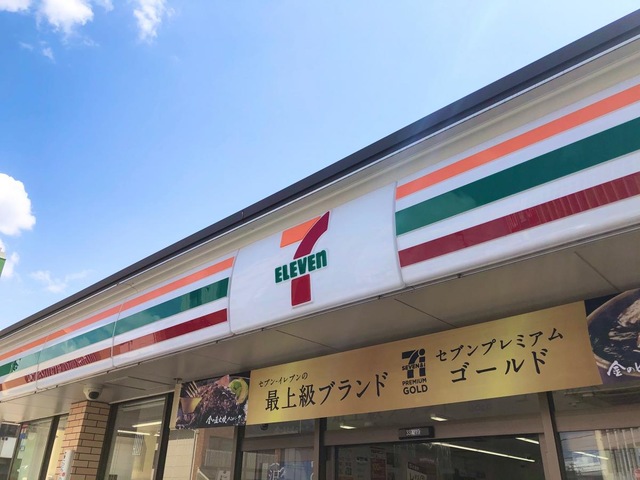 7
ELEVEn
セブン-イレブンの
最上級ブランド
SEVEN&i
PREMIUM
GOLD
セブンプレミアム
ゴールド